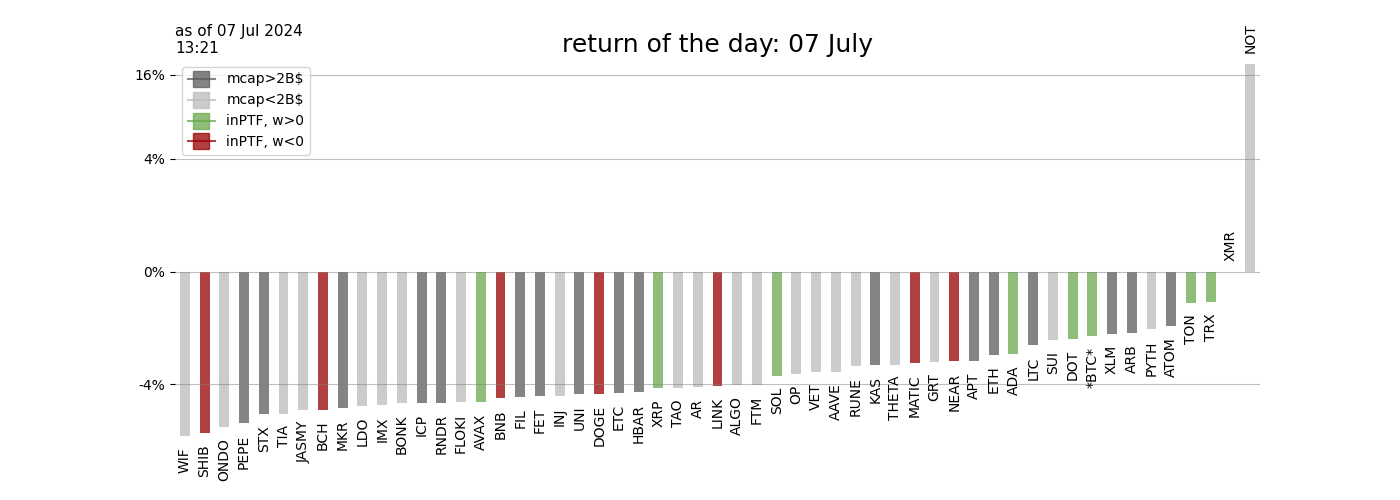 as of 07 Jul 2024
13:21
return of the day: 07 July
NOT
16%
mcap>2B$
mcap<2B$
inPTF, w>0
inPTF, w<0
4%
XMR
0%
-4%
WIF
SHIB
ONDO
PEPE
STX
TIA
JASMY
BCH
MKR
LDO
IMX
BONK
ICP
RNDR
FLOKI
AVAX
BNB
FIL
FET
INJ
UNI
DOGE
ETC
HBAR
XRP
TAO
AR
LINK
ALGO
FTM
SOL
OP
VET
AAVE
RUNE
KAS
THETA
MATIC
GRT
NEAR
APT
ETH
ADA
LTC
SUI
DOT
*BTC*
XLM
ARB
PYTH
ATOM
TON
TRX